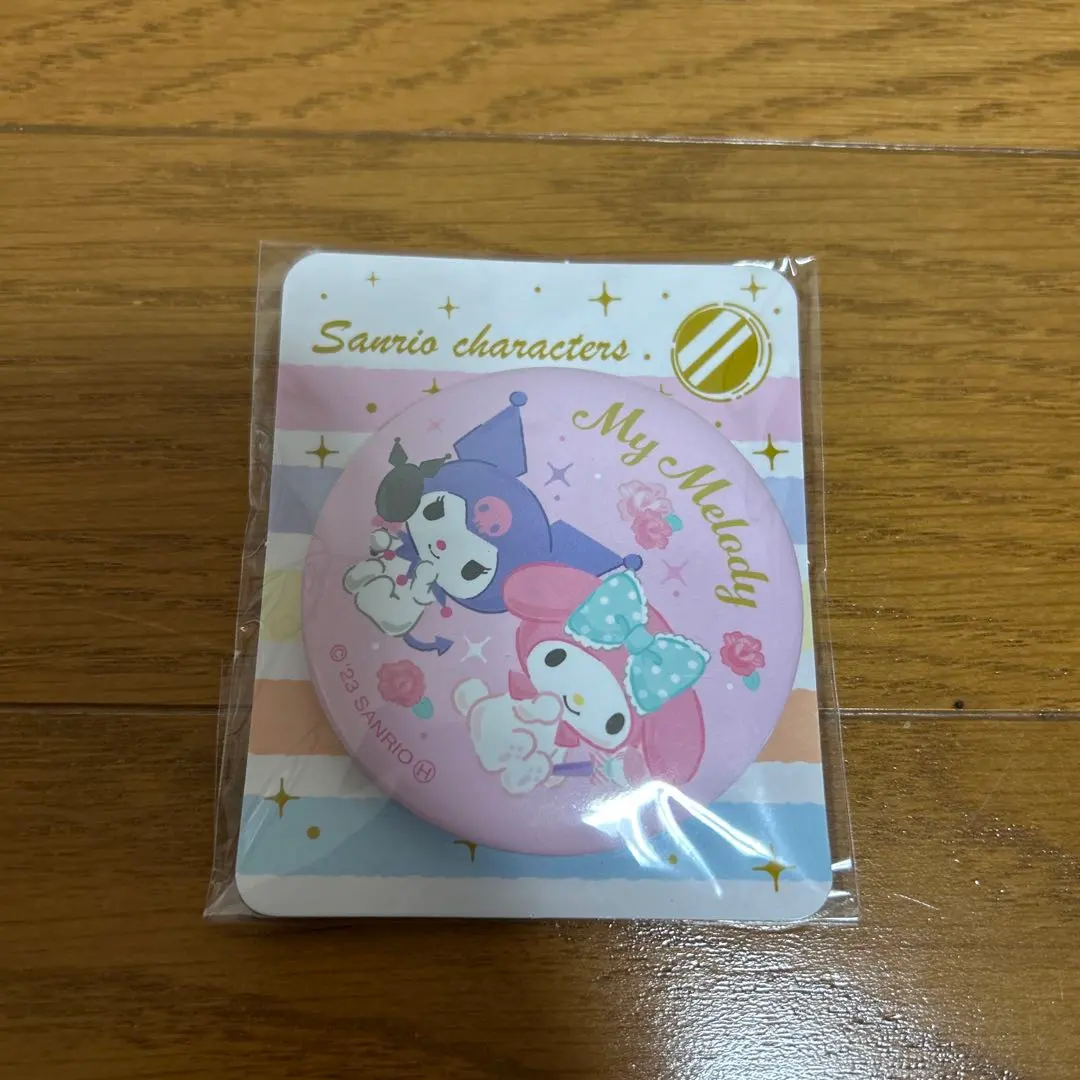 Sanrio characters .
My Melody
© '23 SANRIO Ⓗ